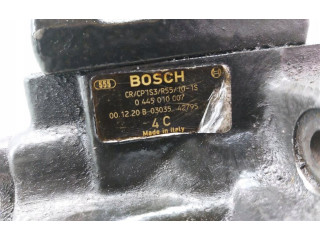 555 BOSCH
CR/CP1S3/R55/10-1S
0 445 010 007
00.12.20 B-03035. 42795
4 C
Made in Italy